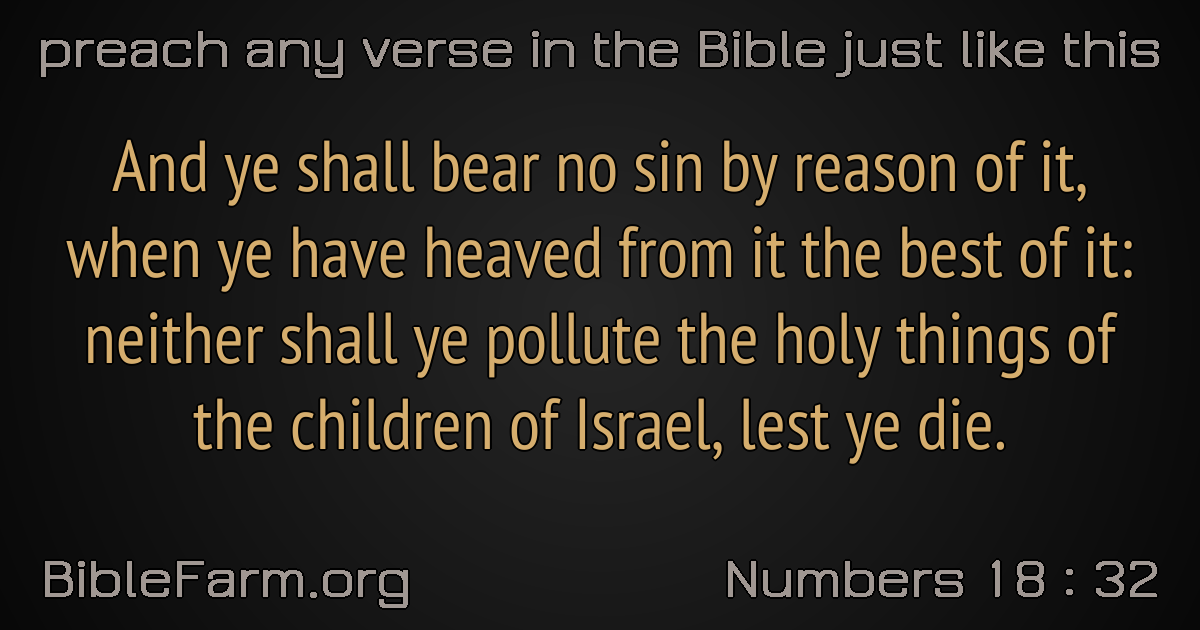 preach any verse in the Bible just like this
And ye shall bear no sin by reason of it,
when ye have heaved from it the best of it:
neither shall ye pollute the holy things of
the children of Israel, lest ye die.
BibleFarm.org
Numbers 18 : 32